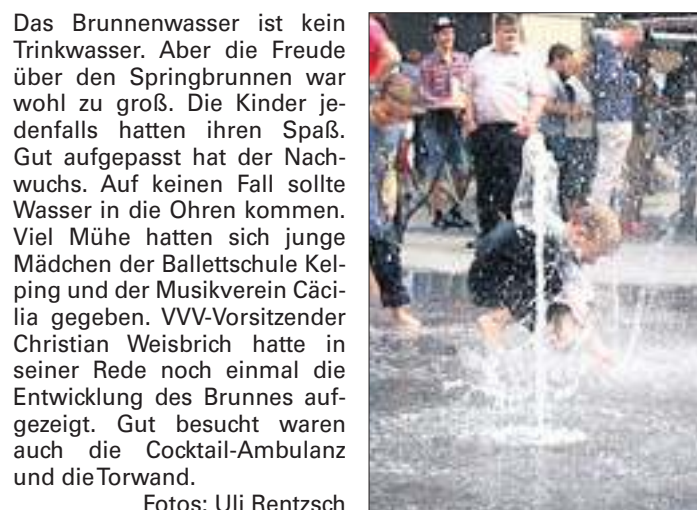 Das Brunnenwasser ist kein
Trinkwasser. Aber die Freude
über den Springbrunnen war
wohl zu groß. Die Kinder je-
denfalls hatten ihren Spaß.
Gut aufgepasst hat der Nach-
wuchs. Auf keinen Fall sollte
Wasser in die Ohren kommen.
Viel Mühe hatten sich junge
Mädchen der Ballettschule Kel-
ping und der Musikverein Cäci-
lia gegeben. VVV-Vorsitzender
Christian Weisbrich hatte in
seiner Rede noch einmal die
Entwicklung des Brunnes auf-
gezeigt. Gut besucht waren
auch die Cocktail-Ambulanz
und die Torwand.
Fotos: Uli Rentzsch